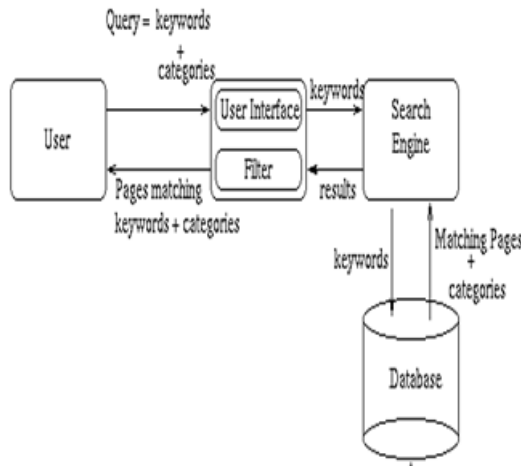 Query = keywords
+
categories
User
User Interface
Filter
keywords
Search
Engine
Pages matching
keywords + categories
results
keywords
Matching Pages
+
categories
Database